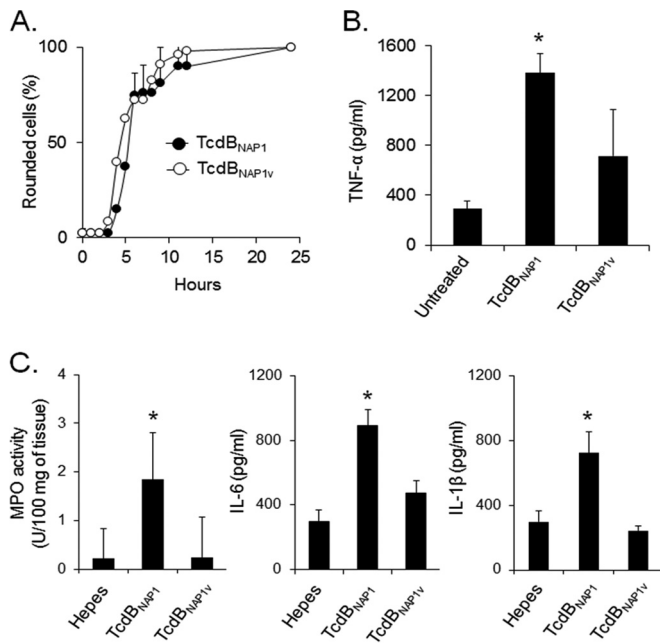 A.
100
50
0
0 5 10 15 20 25
Rounded cells (%)
Hours
TcdBNAP1
TcdBNAP1v
B.
*
1600
1200
800
400
0
TNF-α (pg/ml)
Untreated
TcdBNAP1
TcdBNAP1v
C.
*
4
3
2
1
0
MPO activity
(U/100 mg of tissue)
Hepes
TcdBNAP1
TcdBNAP1v
*
1200
800
400
0
IL-6 (pg/ml)
Hepes
TcdBNAP1
TcdBNAP1v
*
1200
800
400
0
IL-1β (pg/ml)
Hepes
TcdBNAP1
TcdBNAP1v